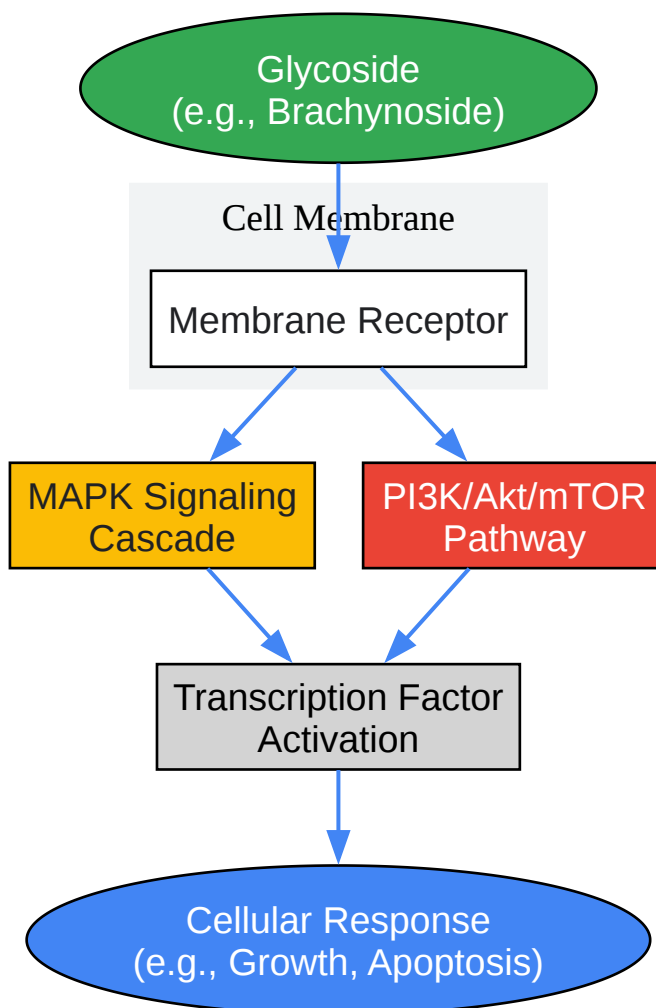 Glycoside
(e.g., Brachynoside)
Cell Membrane
Membrane Receptor
MAPK Signaling
Cascade
PI3K/Akt/mTOR
Pathway
Transcription Factor
Activation
Cellular Response
(e.g., Growth, Apoptosis)